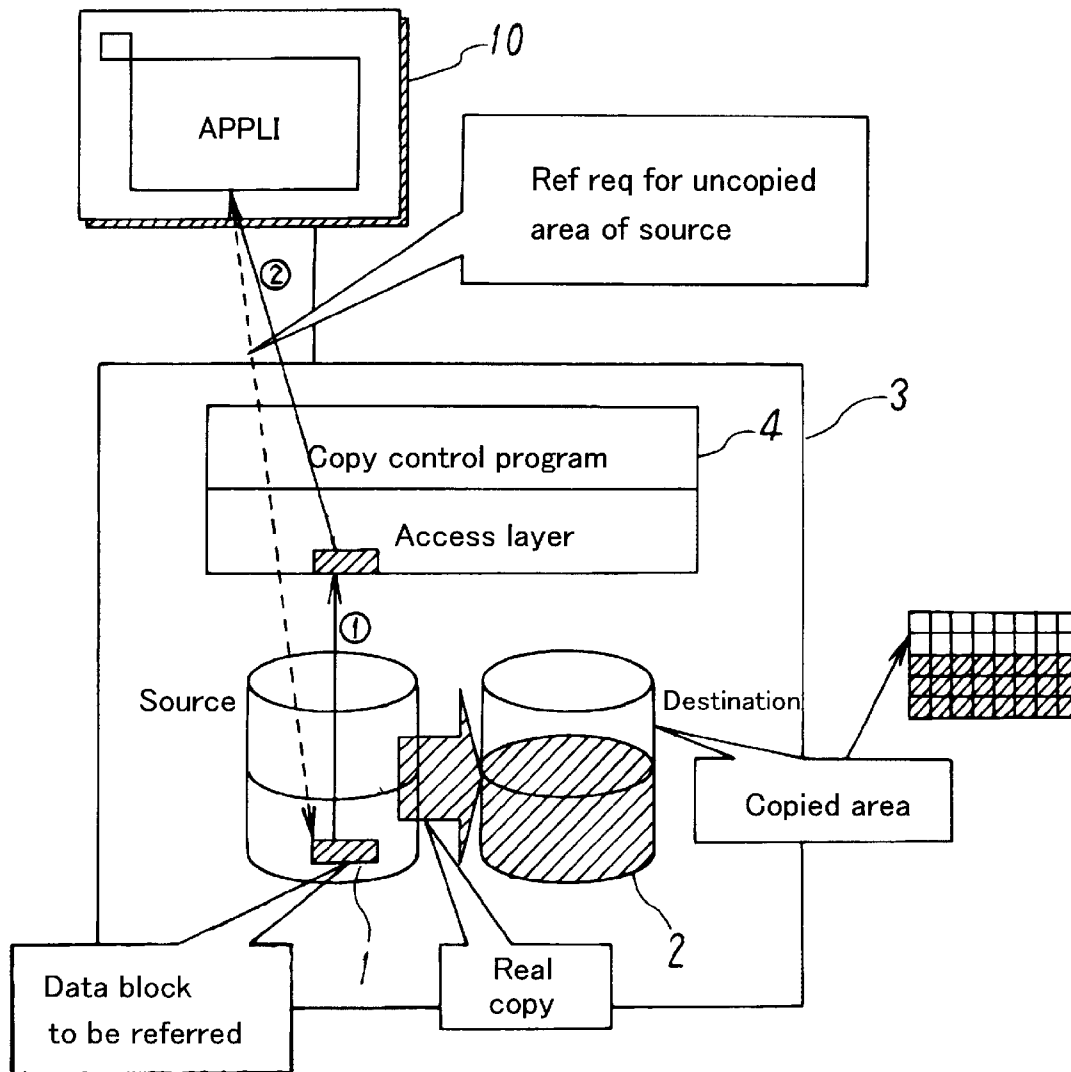 10
APPLI
Ref req for uncopied
area of source
②
3
4
Copy control program
Access layer
①
Source
Destination
Copied area
2
1
Data block
to be referred
Real
copy